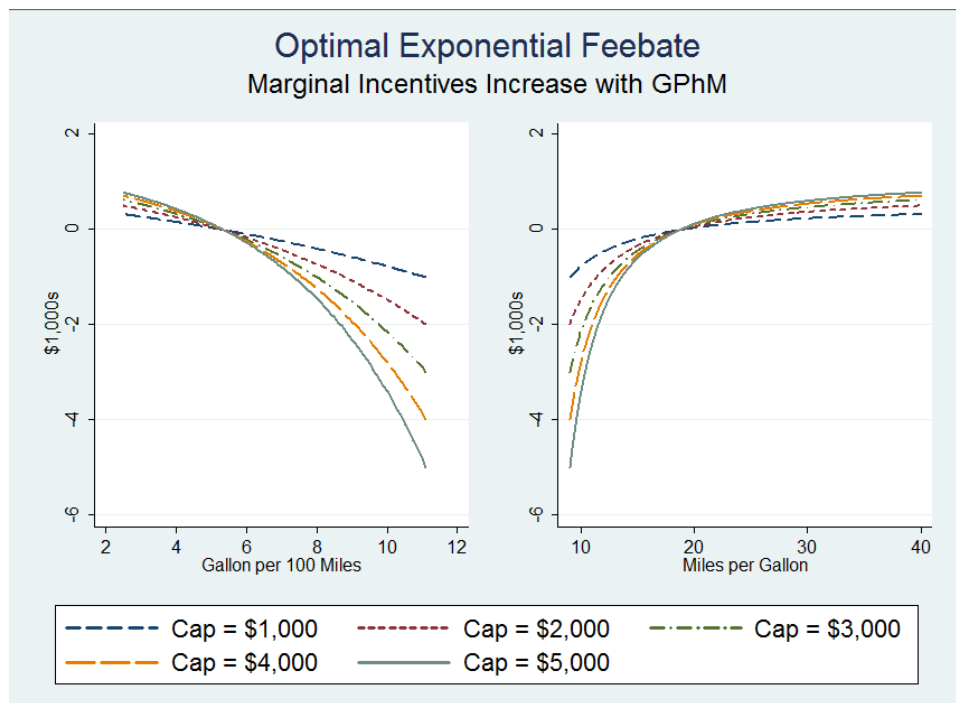 Optimal Exponential Feebate
Marginal Incentives Increase with GPhM
2
0
-2
-4
-6
$1,000s
2 4 6 8 10 12
Gallon per 100 Miles
2
0
-2
-4
-6
$1,000s
10 20 30 40
Miles per Gallon
Cap = $1,000 Cap = $2,000 Cap = $3,000
Cap = $4,000 Cap = $5,000